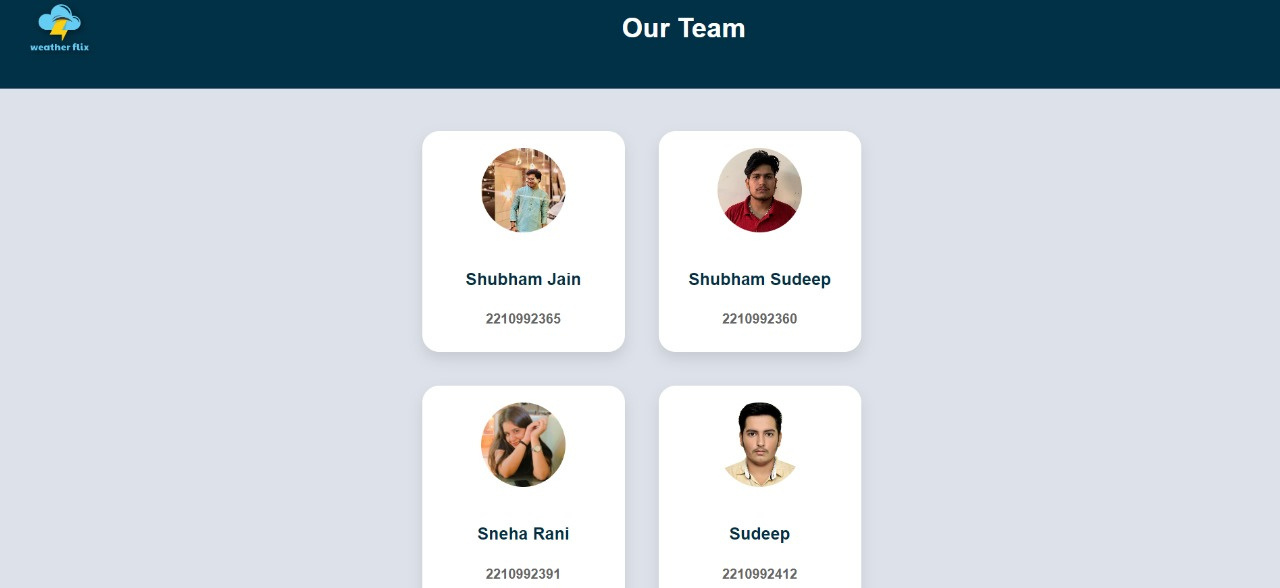 weather flix
Our Team
Shubham Jain
Shubham Sudeep
2210992365
2210992360
Sneha Rani
Sudeep
2210992391
2210992412